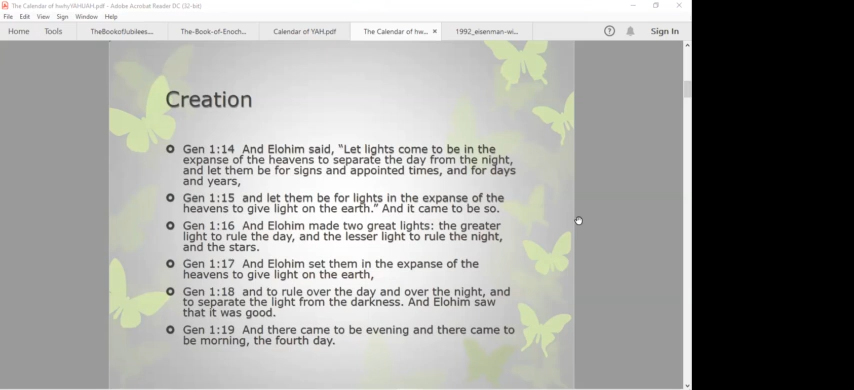 The Calendar of hwhyYAHUAH.pdf - Adobe Acrobat Reader DC (32-bit)
File Edit View Sign Window Help
Home Tools TheBookofJubilees... The-Book-of-Enoch... Calendar of YAH.pdf The Calendar of hw... × 1992_eisenman-wi... Sign In
Creation
Gen 1:14 And Elohim said, “Let lights come to be in the
expanse of the heavens to separate the day from the night,
and let them be for signs and appointed times, and for days
and years,
Gen 1:15 and let them be for lights in the expanse of the
heavens to give light on the earth.” And it came to be so.
Gen 1:16 And Elohim made two great lights: the greater
light to rule the day, and the lesser light to rule the night,
and the stars.
Gen 1:17 And Elohim set them in the expanse of the
heavens to give light on the earth,
Gen 1:18 and to rule over the day and over the night, and
to separate the light from the darkness. And Elohim saw
that it was good.
Gen 1:19 And there came to be evening and there came to
be morning, the fourth day.